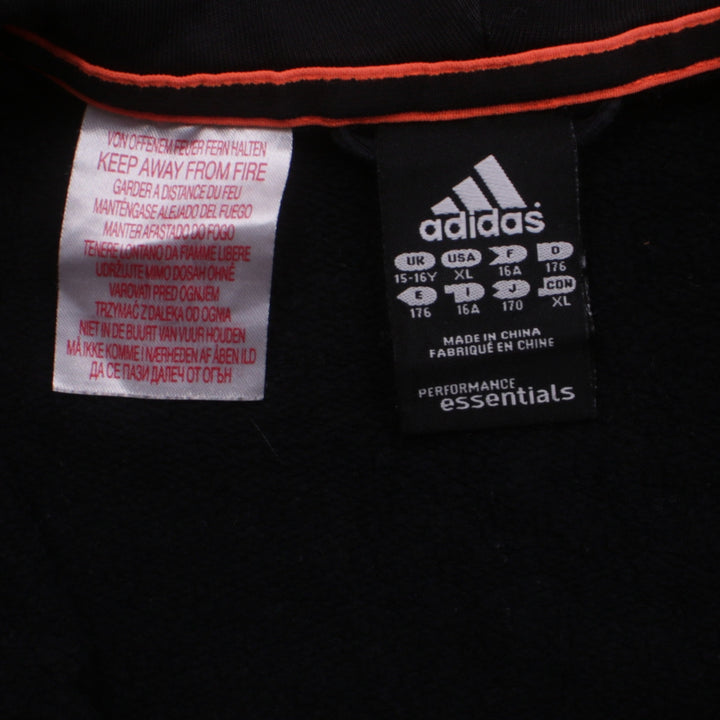 VON OFFENEM FEUER FERN HALTEN
KEEP AWAY FROM FIRE
GARDER A DISTANCE DU FEU
MANTÉNGASE ALEJADO DEL FUEGO
MANTER AFASTADO DO FOGO
TENERE LONTANO DA FIAMME LIBERE
UDRŽUJTE MIMO DOSAH OHNĚ
VAROVATI PRED OGNJEM
TRZYMAĆ Z DALEKA OD OGNIA
NIET IN DE BUURT VAN VUUR HOUDEN
MÅ IKKE KOMME I NÆRHEDEN AF ÅBEN ILD
ДА СЕ ПАЗИ ДАЛЕЧ ОТ ОГЪН
adidas
UK USA F D
15-16Y XL 16A 176
E I J CDN
176 16A 170 XL
MADE IN CHINA
FABRIQUÉ EN CHINE
PERFORMANCE
essentials